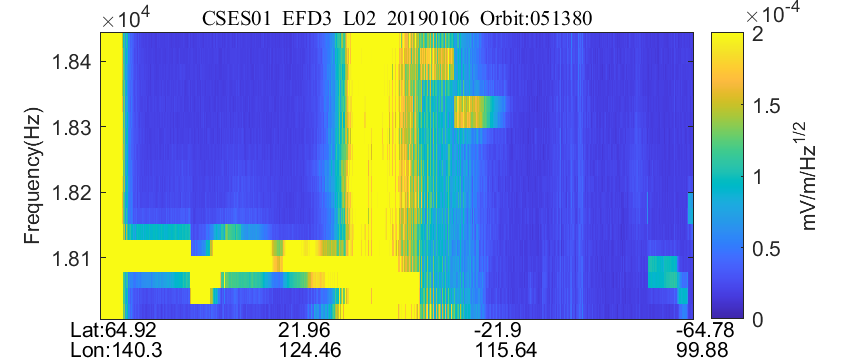 ×10⁴
CSES01 EFD3 L02 20190106 Orbit:051380
×10⁻⁴
Frequency(Hz)
1.84
1.83
1.82
1.81
2
1.5
1
0.5
0
mV/m/Hz^1/2
Lat:64.92 21.96 -21.9 -64.78
Lon:140.3 124.46 115.64 99.88